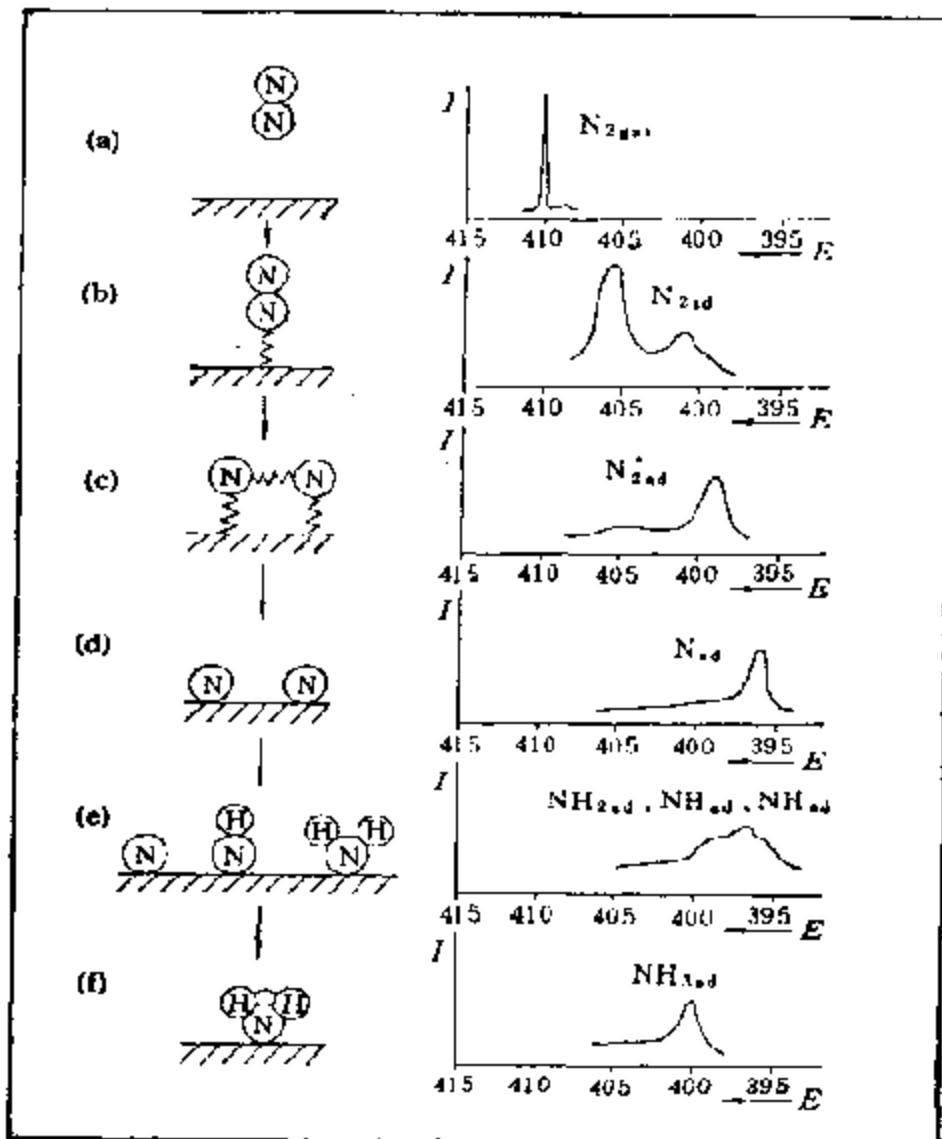 (a)
N
N
I
N₂gas
415 410 405 400 395 E
(b)
N
N
I
N₂ad
415 410 405 400 395 E
(c)
N N
I
N*₂ad
415 410 405 400 395 E
(d)
N N
I
Nad
415 410 405 400 395 E
(e)
N
H
N
H H
N
I
NH₂ad , NHad , NHad
415 410 405 400 395 E
(f)
H H
N
I
NH₃ad
415 410 405 400 395 E